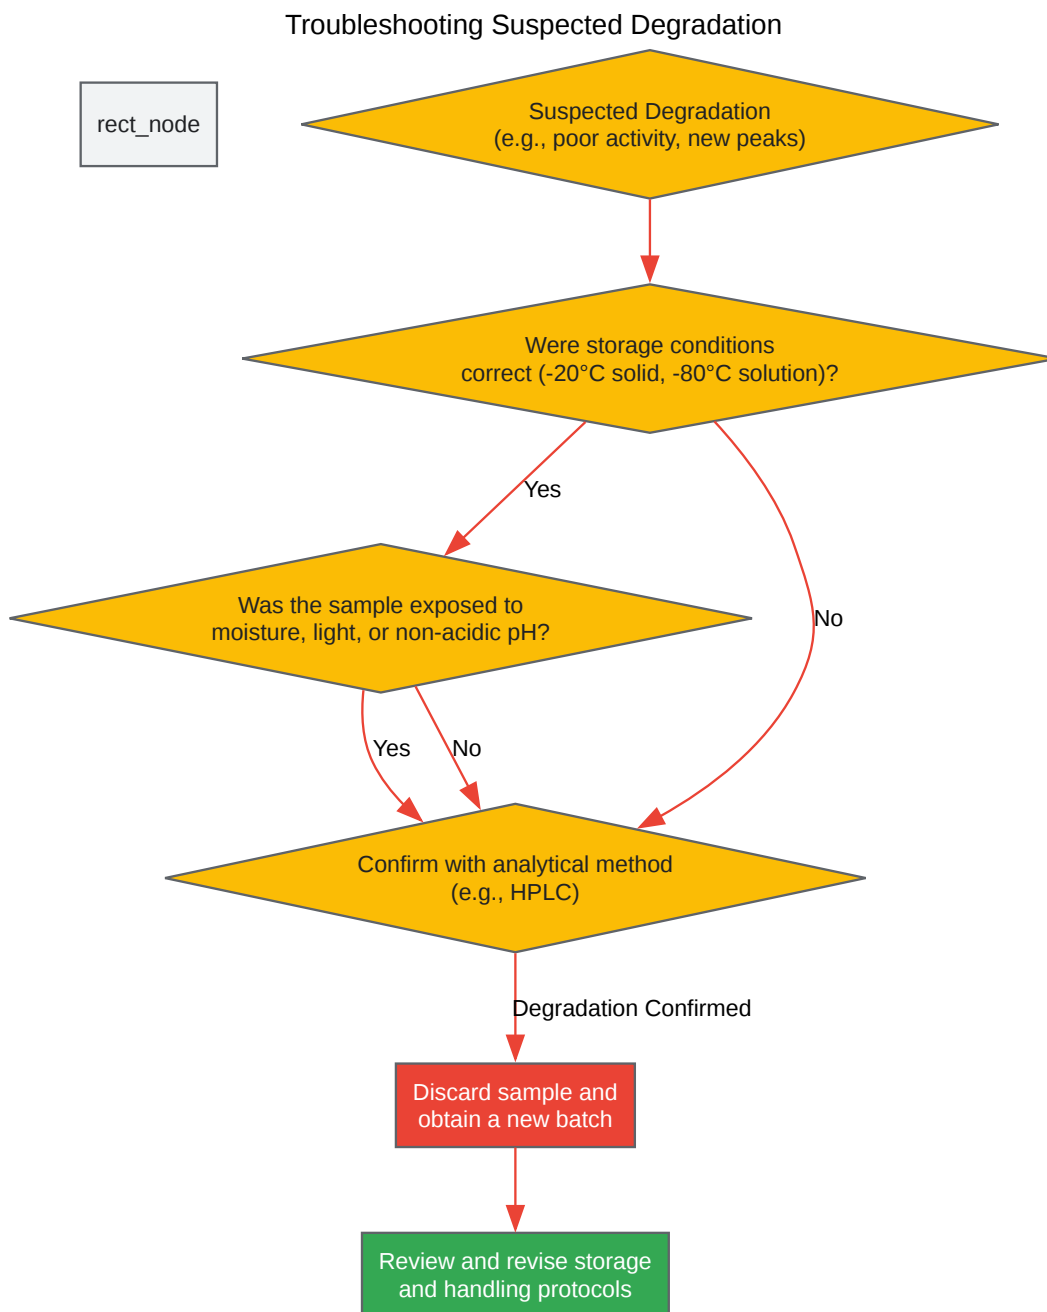 Troubleshooting Suspected Degradation
rect_node
Suspected Degradation
(e.g., poor activity, new peaks)
Were storage conditions
correct (-20°C solid, -80°C solution)?
Yes
Was the sample exposed to
moisture, light, or non-acidic pH?
No
Yes
No
Confirm with analytical method
(e.g., HPLC)
Degradation Confirmed
Discard sample and
obtain a new batch
Review and revise storage
and handling protocols